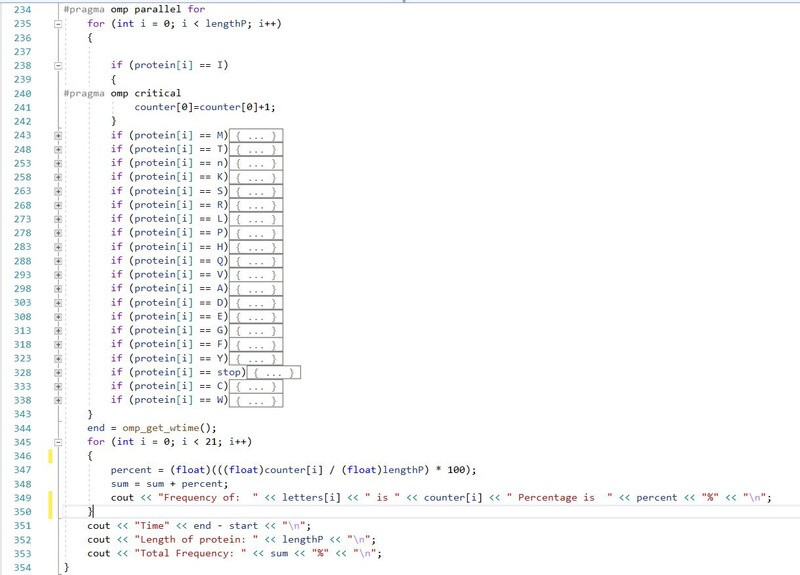 234 #pragma omp parallel for
235 for (int i = 0; i < lengthP; i++)
236 {
237
238 if (protein[i] == I)
239 {
240 #pragma omp critical
241 counter[0]=counter[0]+1;
242 }
243 if (protein[i] == M){ ... }
248 if (protein[i] == T){ ... }
253 if (protein[i] == n){ ... }
258 if (protein[i] == K){ ... }
263 if (protein[i] == S){ ... }
268 if (protein[i] == R){ ... }
273 if (protein[i] == L){ ... }
278 if (protein[i] == P){ ... }
283 if (protein[i] == H){ ... }
288 if (protein[i] == Q){ ... }
293 if (protein[i] == V){ ... }
298 if (protein[i] == A){ ... }
303 if (protein[i] == D){ ... }
308 if (protein[i] == E){ ... }
313 if (protein[i] == G){ ... }
318 if (protein[i] == F){ ... }
323 if (protein[i] == Y){ ... }
328 if (protein[i] == stop){ ... }
333 if (protein[i] == C){ ... }
338 if (protein[i] == W){ ... }
343 }
344 end = omp_get_wtime();
345 for (int i = 0; i < 21; i++)
346 {
347 percent = (float)(((float)counter[i] / (float)lengthP) * 100);
348 sum = sum + percent;
349 cout << "Frequency of:  " << letters[i] << " is " << counter[i] << " Percentage is  " << percent << "%" << "\n";
350 }
351 cout << "Time" << end - start << "\n";
352 cout << "Length of protein: " << lengthP << "\n";
353 cout << "Total Frequency: " << sum << "%" << "\n";
354 }